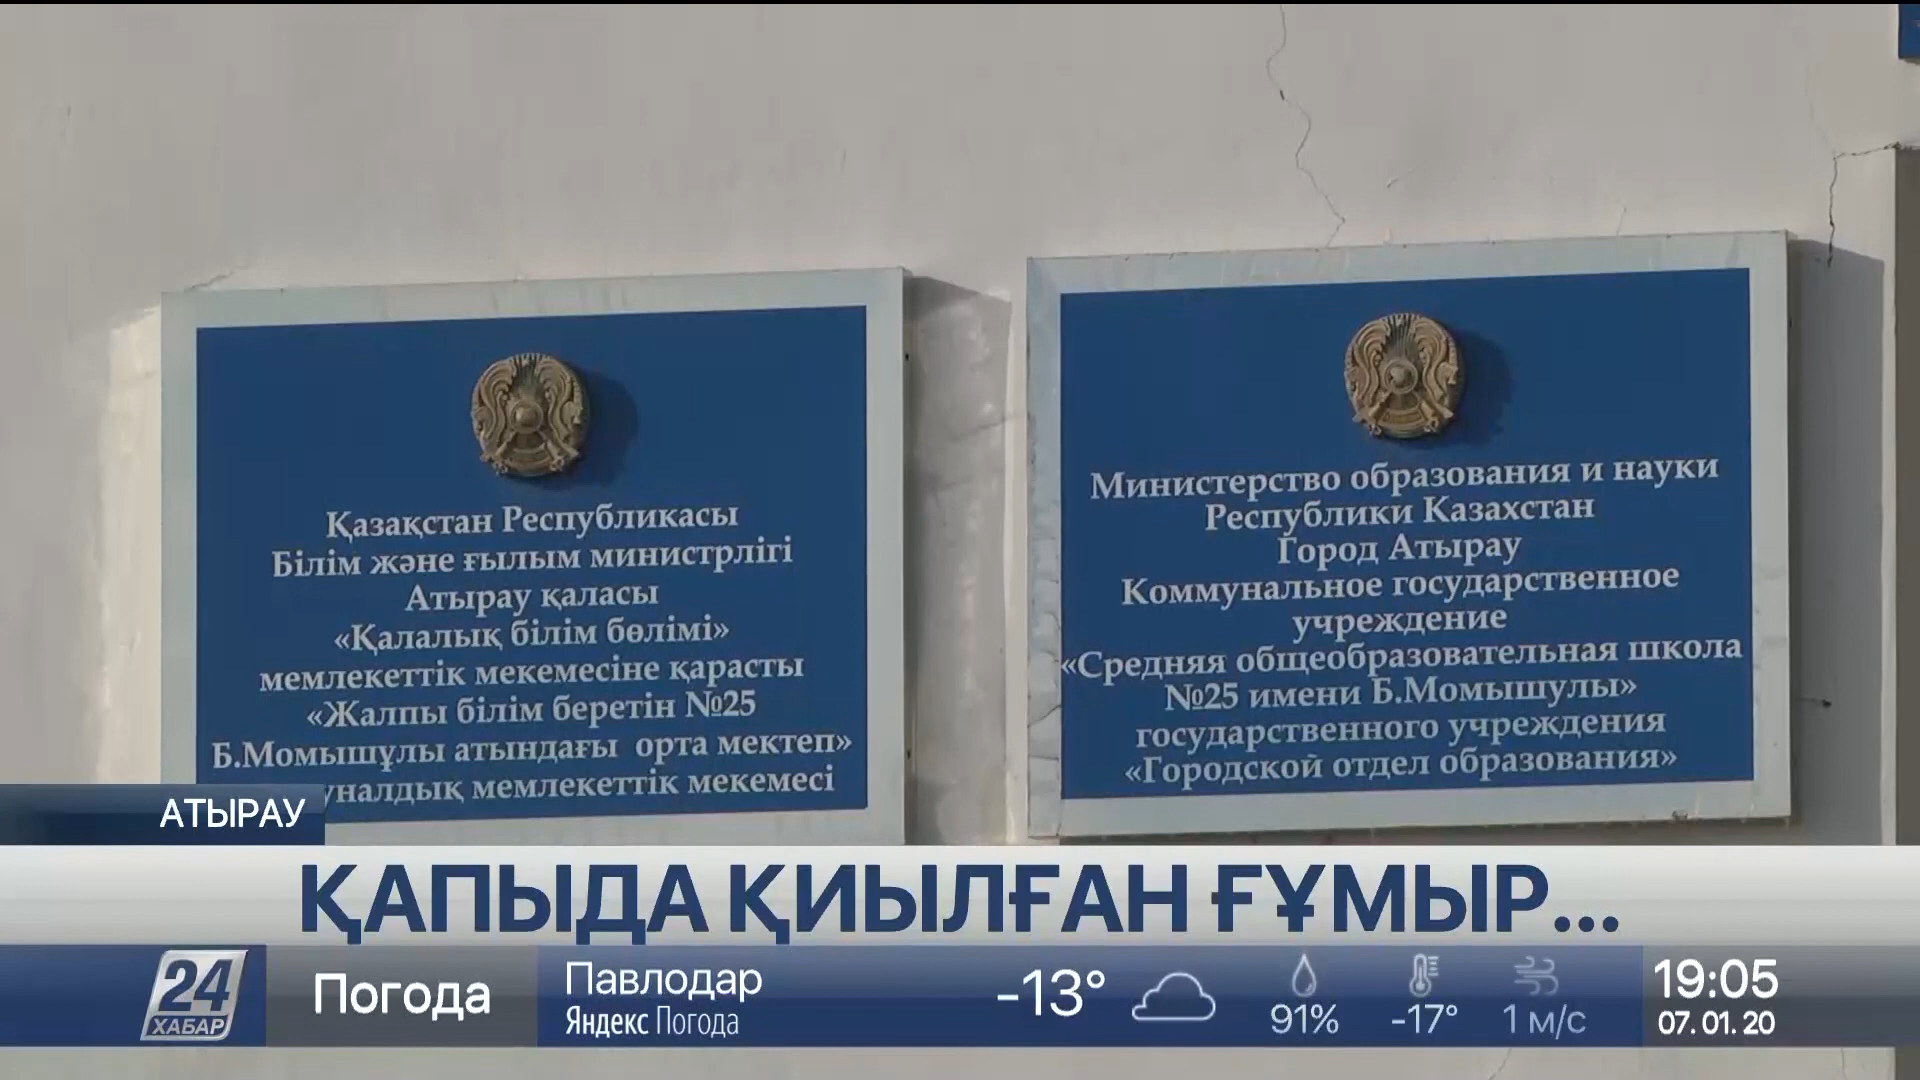 Қазақстан Республикасы
Білім және ғылым министрлігі
Атырау қаласы
«Қалалық білім бөлімі»
мемлекеттік мекемесіне қарасты
«Жалпы білім беретін №25
Б.Момышұлы атындағы орта мектеп»
мемлекеттік мекемесі
Министерство образования и науки
Республики Казахстан
Город Атырау
Коммунальное государственное
учреждение
«Средняя общеобразовательная школа
№25 имени Б.Момышулы»
государственного учреждения
«Городской отдел образования»
АТЫРАУ
ҚАПЫДА ҚИЫЛҒАН ҒҰМЫР...
24
ХАБАР
Погода
Павлодар
Яндекс Погода
-13°
91%
-17°
1 м/с
19:05
07.01.20